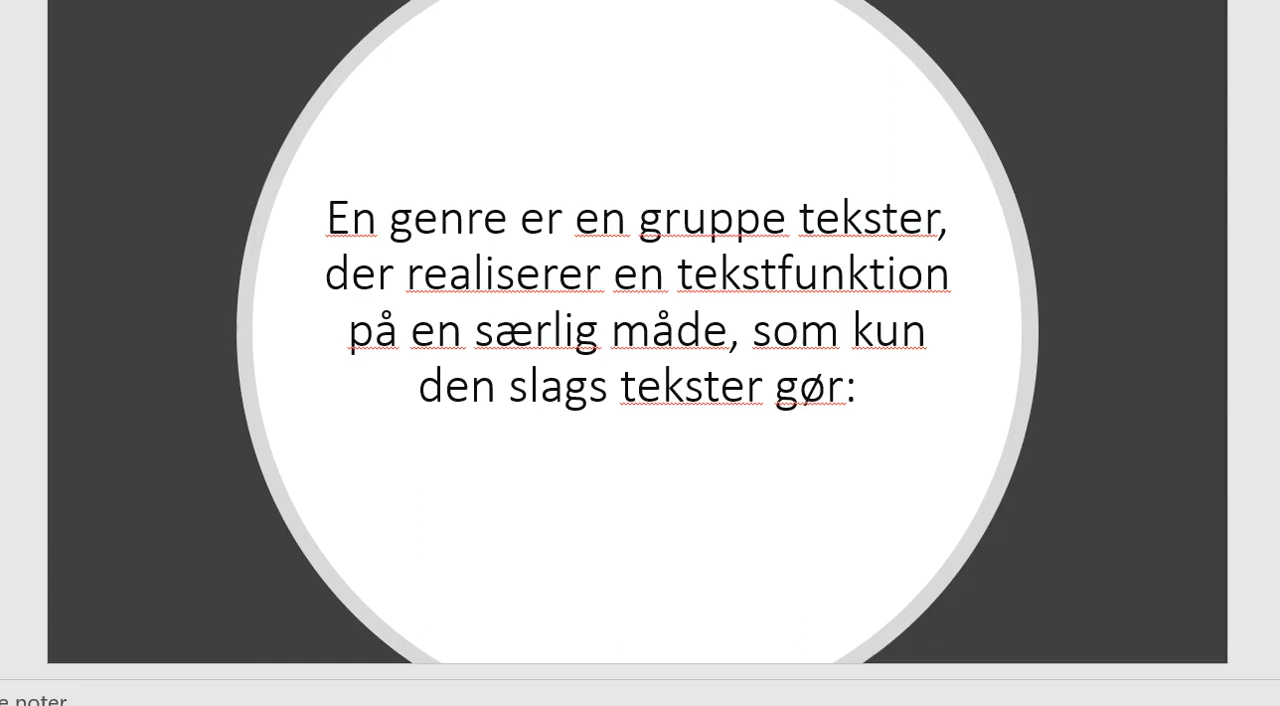 En genre er en gruppe tekster,
der realiserer en tekstfunktion
på en særlig måde, som kun
den slags tekster gør:
noter